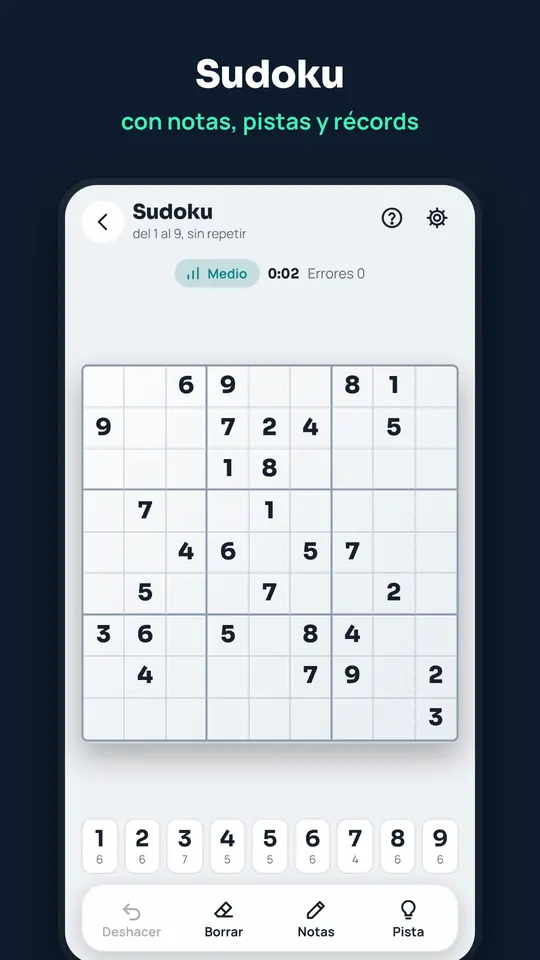 Sudoku
con notas, pistas y récords
Sudoku
del 1 al 9, sin repetir
Medio 0:02 Errores 0
6 9 8 1
9 7 2 4 5
1 8
7 1
4 6 5 7
5 7 2
3 6 5 8 4
4 7 9 2
3
1 2 3 4 5 6 7 8 9
6 6 7 5 5 6 4 6 6
Deshacer Borrar Notas Pista